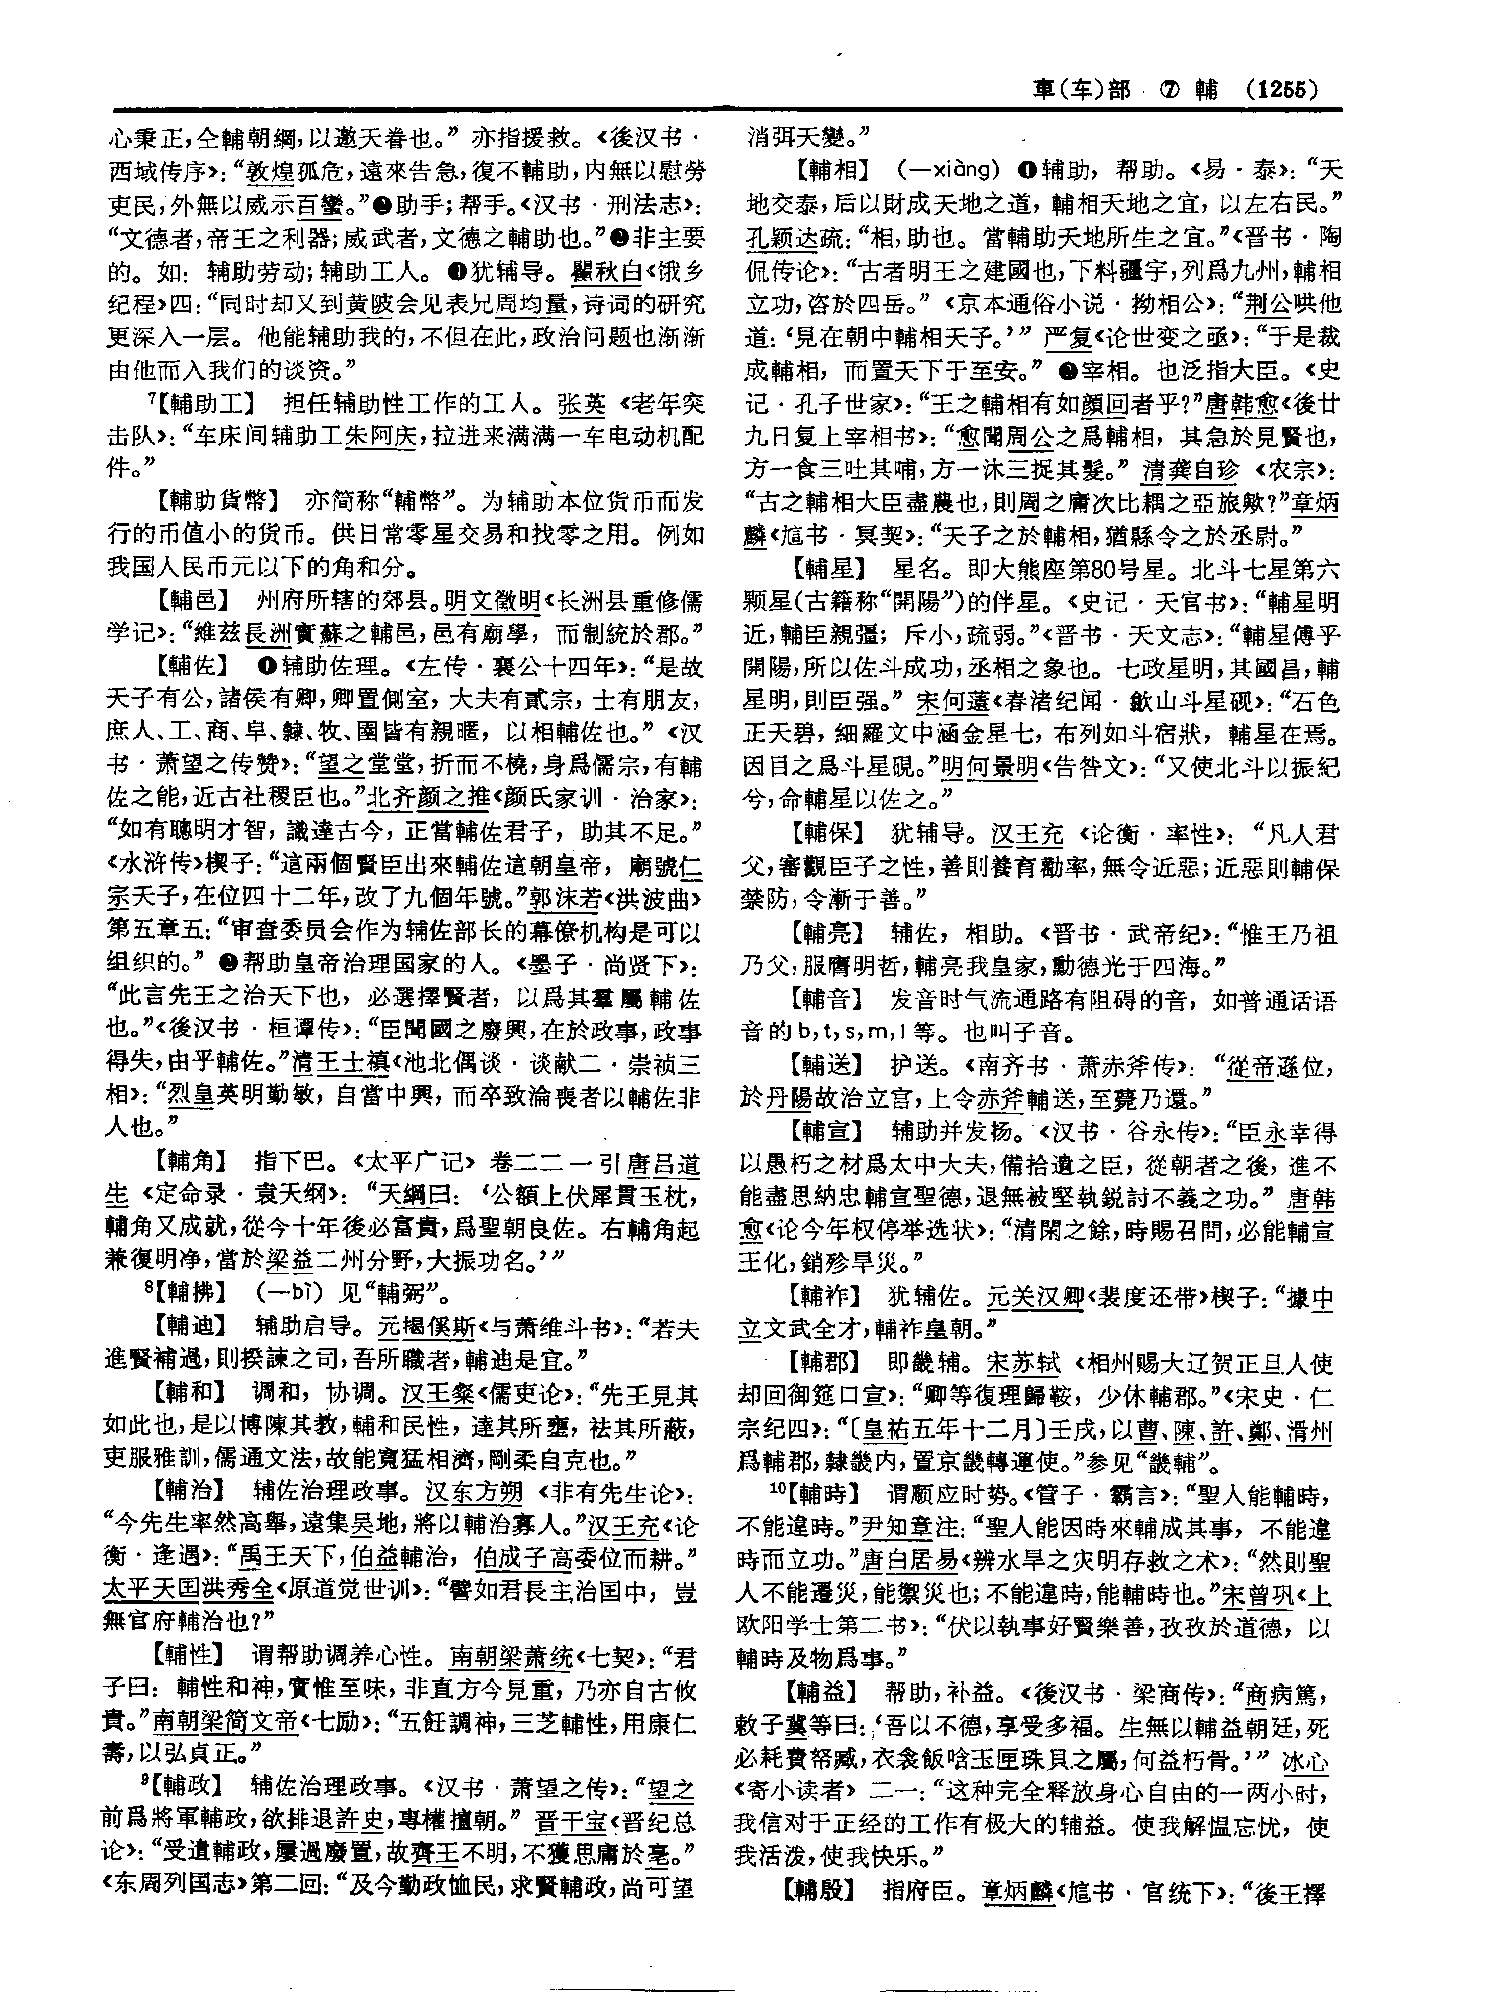 車(车)部 ⑦ 輔 (1255)
心秉正,仝輔朝綱,以邀天眷也。” 亦指援救。《後汉书·
西域传序》:“敦煌孤危,遠來告急,復不輔助,内無以慰勞
吏民,外無以威示百蠻。”❷助手;帮手。《汉书·刑法志》:
“文德者,帝王之利器;威武者,文德之輔助也。”❸非主要
的。如:辅助劳动;辅助工人。❹犹辅导。瞿秋白《饿乡
纪程》四:“同时却又到黄陂会见表兄周均量,诗词的研究
更深入一层。他能辅助我的,不但在此,政治问题也渐渐
由他而入我们的谈资。”
7【輔助工】 担任辅助性工作的工人。张英《老年突
击队》:“车床间辅助工朱阿庆,拉进来满满一车电动机配
件。”
【輔助貨幣】 亦简称“輔幣”。为辅助本位货币而发
行的币值小的货币。供日常零星交易和找零之用。例如
我国人民币元以下的角和分。
【輔邑】 州府所辖的郊县。明文徵明《长洲县重修儒
学记》:“維兹長洲實蘇之輔邑,邑有廟學,而制統於郡。”
【輔佐】 ❶辅助佐理。《左传·襄公十四年》:“是故
天子有公,諸侯有卿,卿置側室,大夫有貳宗,士有朋友,
庶人、工、商、皁、隸、牧、圉皆有親暱,以相輔佐也。”《汉
书·萧望之传赞》:“望之堂堂,折而不橈,身爲儒宗,有輔
佐之能,近古社稷臣也。”北齐颜之推《颜氏家训·治家》:
“如有聰明才智,識達古今,正當輔佐君子,助其不足。”
《水浒传》楔子:“這兩個賢臣出來輔佐這朝皇帝,廟號仁
宗天子,在位四十二年,改了九個年號。”郭沫若《洪波曲》
第五章五:“审查委员会作为辅佐部长的幕僚机构是可以
组织的。”❷帮助皇帝治理国家的人。《墨子·尚贤下》:
“此言先王之治天下也,必選擇賢者,以爲其羣屬輔佐
也。”《後汉书·桓谭传》:“臣聞國之廢興,在於政事,政事
得失,由乎輔佐。”清王士禛《池北偶谈·谈献二·崇祯三
相》:“烈皇英明勤敏,自當中興,而卒致淪喪者以輔佐非
人也。”
【輔角】 指下巴。《太平广记》卷二二一引唐吕道
生《定命录·袁天纲》:“天綱曰:‘公額上伏犀貫玉枕,
輔角又成就,從今十年後必富貴,爲聖朝良佐。右輔角起
兼復明净,當於梁益二州分野,大振功名。’”
8【輔拂】 (—bì) 见“輔弼”。
【輔迪】 辅助启导。元揭傒斯《与萧维斗书》:“若夫
進賢補過,則揆諫之司,吾所職者,輔迪是宜。”
【輔和】 调和,协调。汉王粲《儒吏论》:“先王見其
如此也,是以博陳其教,輔和民性,達其所壅,祛其所蔽,
吏服雅訓,儒通文法,故能寬猛相濟,剛柔自克也。”
【輔治】 辅佐治理政事。汉东方朔《非有先生论》:
“今先生率然高舉,遠集吴地,將以輔治寡人。”汉王充《论
衡·逢遇》:“禹王天下,伯益輔治,伯成子高委位而耕。”
太平天囯洪秀全《原道觉世训》:“譬如君長主治国中,豈
無官府輔治也?”
【輔性】 谓帮助调养心性。南朝梁萧统《七契》:“君
子曰:輔性和神,實惟至味,非直方今見重,乃亦自古攸
貴。”南朝梁简文帝《七励》:“五飪調神,三芝輔性,用康仁
壽,以弘貞正。”
9【輔政】 辅佐治理政事。《汉书·萧望之传》:“望之
前爲將軍輔政,欲排退許史,專權擅朝。”晋干宝《晋纪总
论》:“受遺輔政,屢遇廢置,故齊王不明,不獲思庸於亳。”
《东周列国志》第二回:“及今勤政恤民,求賢輔政,尚可望
消弭天變。”
【輔相】 (—xiàng) ❶辅助,帮助。《易·泰》:“天
地交泰,后以財成天地之道,輔相天地之宜,以左右民。”
孔颖达疏:“相,助也。當輔助天地所生之宜。”《晋书·陶
侃传论》:“古者明王之建國也,下料疆宇,列爲九州,輔相
立功,咨於四岳。”《京本通俗小说·拗相公》:“荆公哄他
道:‘見在朝中輔相天子。’”严复《论世变之亟》:“于是裁
成輔相,而置天下于至安。”❷宰相。也泛指大臣。《史
记·孔子世家》:“王之輔相有如顔回者乎?”唐韩愈《後廿
九日复上宰相书》:“愈聞周公之爲輔相,其急於見賢也,
方一食三吐其哺,方一沐三捉其髮。”清龚自珍《农宗》:
“古之輔相大臣盡農也,則周之庸次比耦之亞旅歟?”章炳
麟《訄书·冥契》:“天子之於輔相,猶縣令之於丞尉。”
【輔星】 星名。即大熊座第80号星。北斗七星第六
颗星(古籍称“開陽”)的伴星。《史记·天官书》:“輔星明
近,輔臣親彊;斥小,疏弱。”《晋书·天文志》:“輔星傅乎
開陽,所以佐斗成功,丞相之象也。七政星明,其國昌,輔
星明,則臣强。”宋何薳《春渚纪闻·歙山斗星砚》:“石色
正天碧,細羅文中涵金星七,布列如斗宿狀,輔星在焉。
因目之爲斗星硯。”明何景明《告咎文》:“又使北斗以振紀
兮,命輔星以佐之。”
【輔保】 犹辅导。汉王充《论衡·率性》:“凡人君
父,審觀臣子之性,善則養育勸率,無令近惡;近惡則輔保
禁防,令漸于善。”
【輔亮】 辅佐,相助。《晋书·武帝纪》:“惟王乃祖
乃父,服膺明哲,輔亮我皇家,勳德光于四海。”
【輔音】 发音时气流通路有阻碍的音,如普通话语
音的b,t,s,m,l等。也叫子音。
【輔送】 护送。《南齐书·萧赤斧传》:“從帝遜位,
於丹陽故治立宫,上令赤斧輔送,至薨乃還。”
【輔宣】 辅助并发扬。《汉书·谷永传》:“臣永幸得
以愚朽之材爲太中大夫,備拾遺之臣,從朝者之後,進不
能盡思納忠輔宣聖德,退無被堅執鋭討不義之功。”唐韩
愈《论今年权停举选状》:“清閑之餘,時賜召問,必能輔宣
王化,銷殄旱災。”
【輔祚】 犹辅佐。元关汉卿《裴度还带》楔子:“據中
立文武全才,輔祚皇朝。”
【輔郡】 即畿辅。宋苏轼《相州赐大辽贺正旦人使
却回御筵口宣》:“卿等復理歸鞍,少休輔郡。”《宋史·仁
宗纪四》:“〔皇祐五年十二月〕壬戌,以曹、陳、許、鄭、滑州
爲輔郡,隸畿内,置京畿轉運使。”参见“畿輔”。
10【輔時】 谓顺应时势。《管子·霸言》:“聖人能輔時,
不能違時。”尹知章注:“聖人能因時來輔成其事,不能違
時而立功。”唐白居易《辨水旱之灾明存救之术》:“然則聖
人不能遷災,能禦災也;不能違時,能輔時也。”宋曾巩《上
欧阳学士第二书》:“伏以執事好賢樂善,孜孜於道德,以
輔時及物爲事。”
【輔益】 帮助,补益。《後汉书·梁商传》:“商病篤,
敕子冀等曰:‘吾以不德,享受多福。生無以輔益朝廷,死
必耗費帑臧,衣衾飯唅玉匣珠貝之屬,何益朽骨。’”冰心
《寄小读者》二一:“这种完全释放身心自由的一两小时,
我信对于正经的工作有极大的辅益。使我解愠忘忧,使
我活泼,使我快乐。”
【輔殷】 指府臣。章炳麟《訄书·官统下》:“後王擇